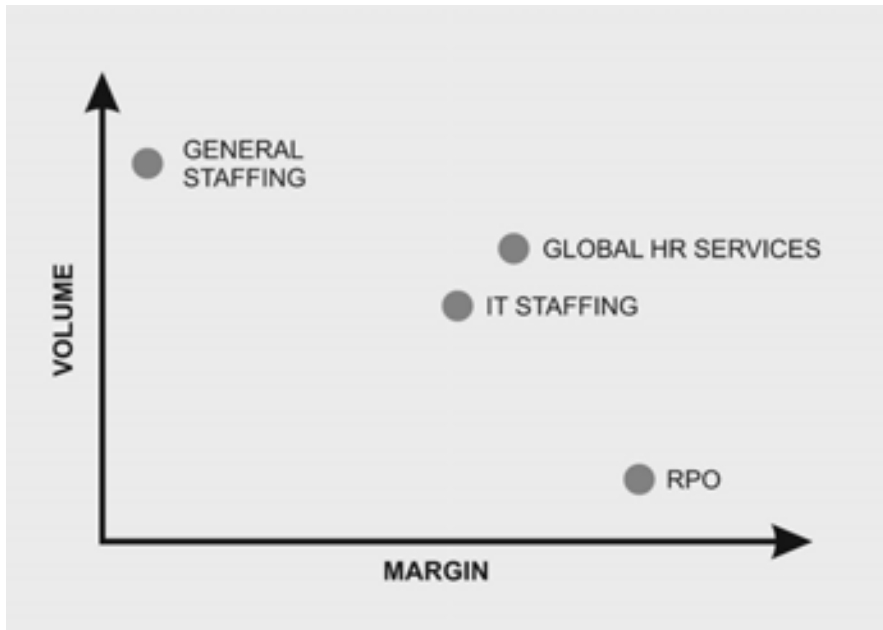 GENERAL
STAFFING
GLOBAL HR SERVICES
IT STAFFING
RPO
VOLUME
MARGIN